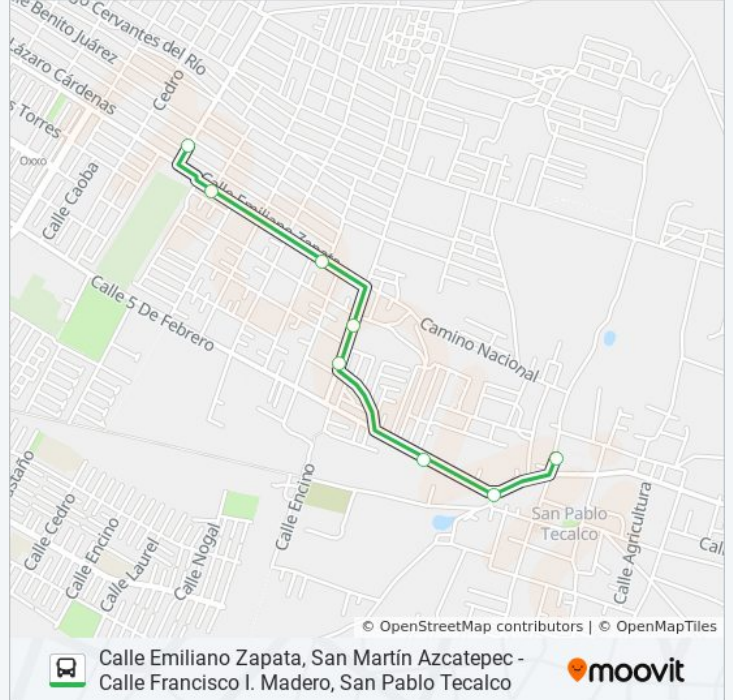 o Cervantes del Río
le Benito Juárez
Lázaro Cárdenas
s Torres
Cedro
Oxxo
Calle Caoba
Calle Emiliano Zapata
Calle 5 De Febrero
Camino Nacional
Calle Encino
San Pablo
Tecalco
Calle Agricultura
Cal
astaño
Calle Cedro
Calle Encino
Calle Laurel
Calle Nogal
© OpenStreetMap contributors | © OpenMapTiles
Calle Emiliano Zapata, San Martín Azcatepec -
Calle Francisco I. Madero, San Pablo Tecalco
moovit